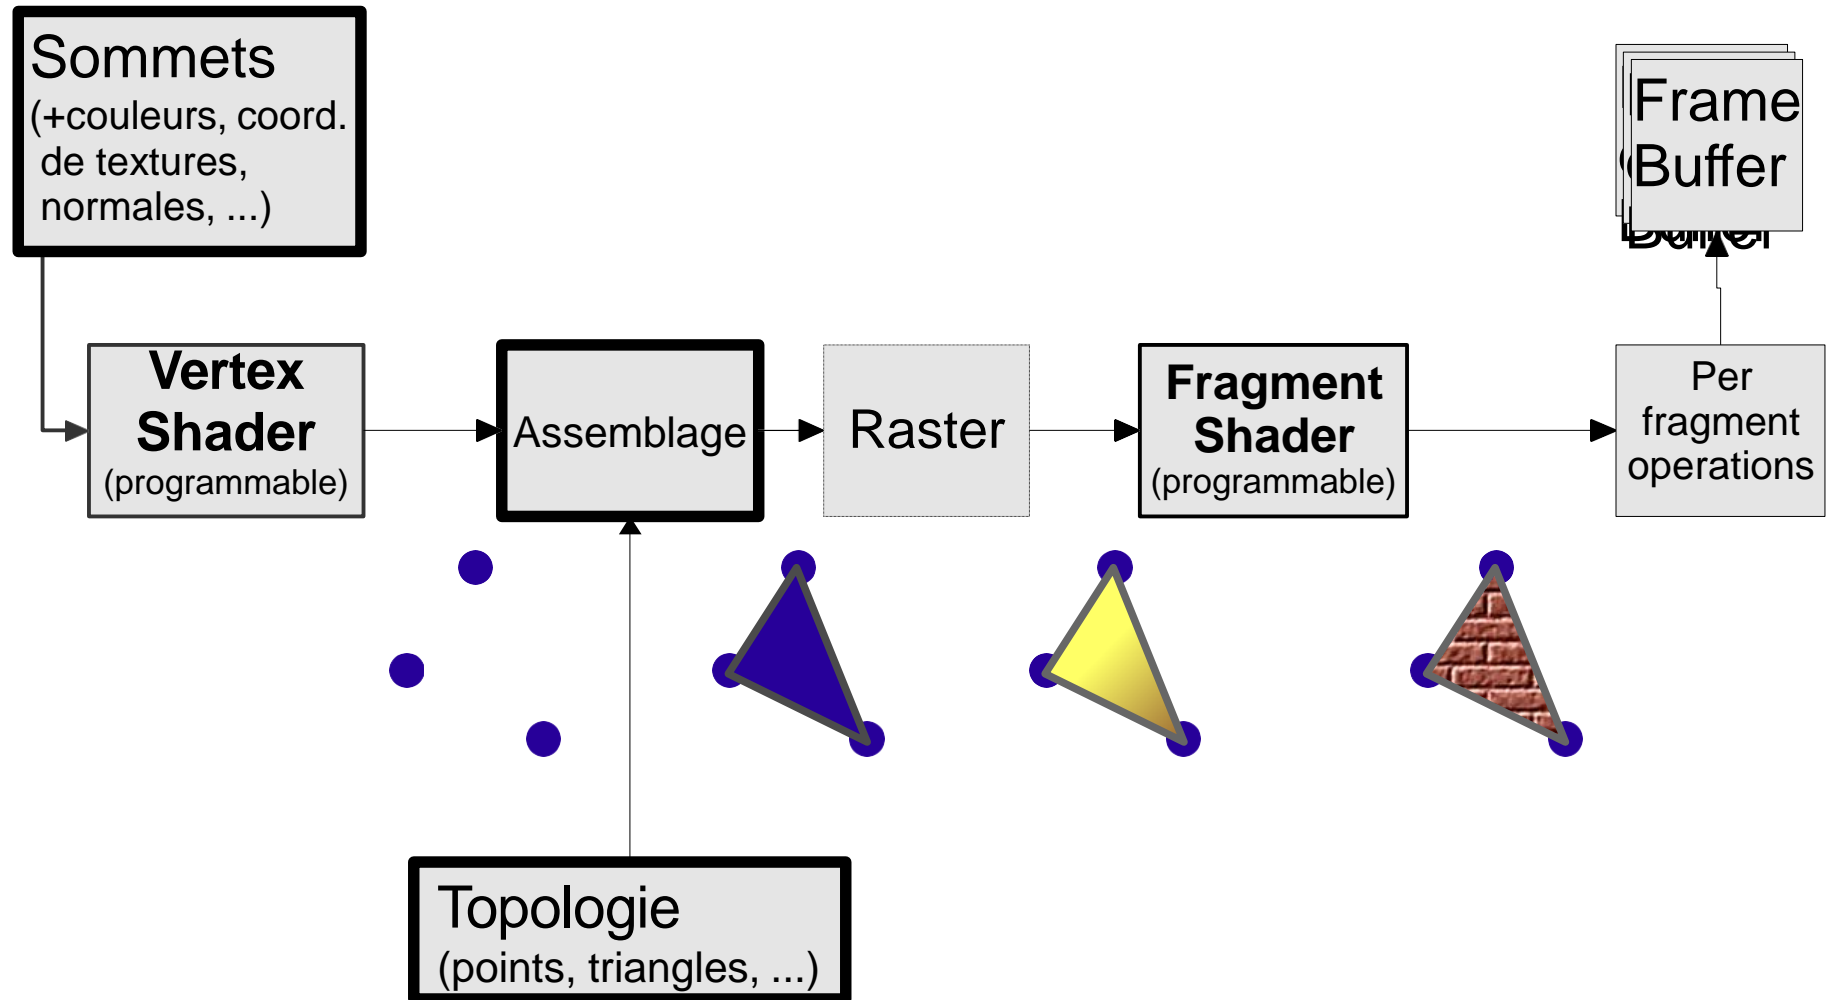 Sommets
(+couleurs, coord.
de textures,
normales, ...)
Frame
Buffer
Buffer
Vertex
Shader
(programmable)
Assemblage
Raster
Fragment
Shader
(programmable)
Per
fragment
operations
Topologie
(points, triangles, ...)